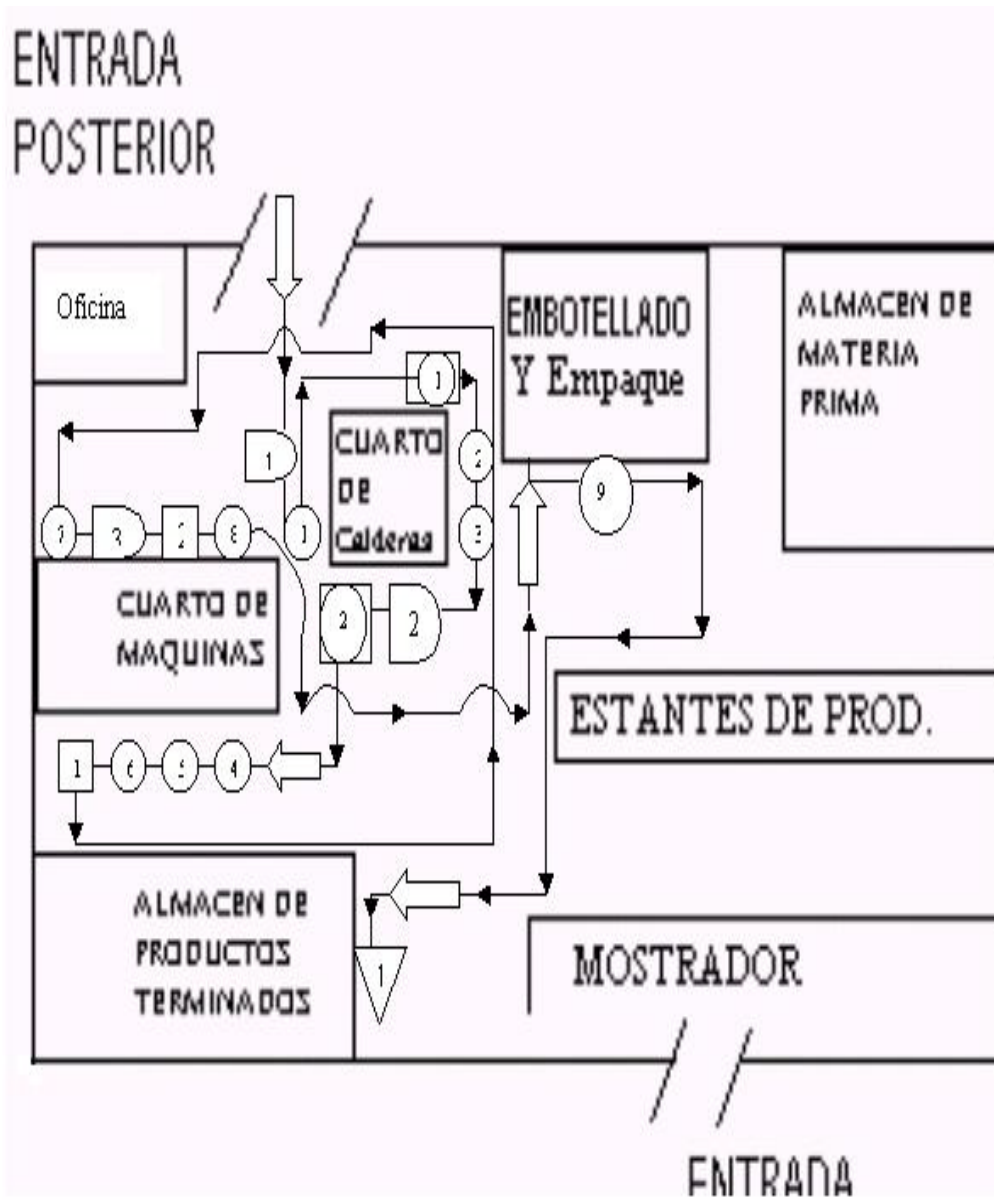 ENTRADA
POSTERIOR
Oficina
EMBOTELLADO
Y Empaque
ALMACEN DE
MATERIA
PRIMA
1
1
CUARTO
DE
Calderas
2
7
3
2
8
1
3
9
CUARTO DE
MAQUINAS
2
2
ESTANTES DE PROD.
1
6
5
4
ALMACEN DE
PRODUCTOS
TERMINADOS
1
MOSTRADOR
ENTRADA